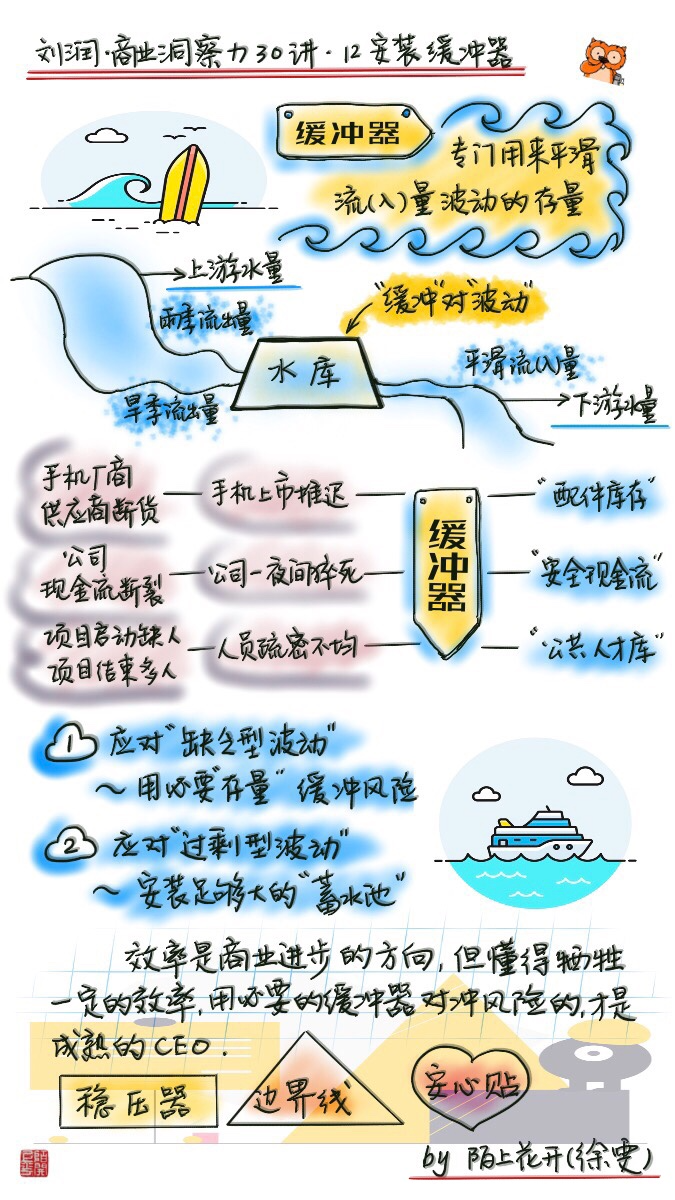 刘润·商业洞察力30讲·12安装缓冲器
缓冲器
专门用来平滑
流(入)量波动的存量
上游水量
雨季流出量
"缓冲"对"波动"
水库
平滑流(入)量
旱季流出量
下游水量
手机厂商
供应商断货
手机上市推迟
缓冲器
"配件库存"
公司
现金流断裂
公司一夜间猝死
"安全现金流"
项目启动缺人
项目结束多人
人员疏密不均
"公共人才库"
1 应对"缺乏型波动"
~用必要"存量"缓冲风险
2 应对"过剩型波动"
~安装足够大的"蓄水池"
效率是商业进步的方向,但懂得牺牲
一定的效率,用必要的缓冲器对冲风险的,才是
成熟的CEO.
稳压器
边界线
安心贴
by 陌上花开(徐雯)